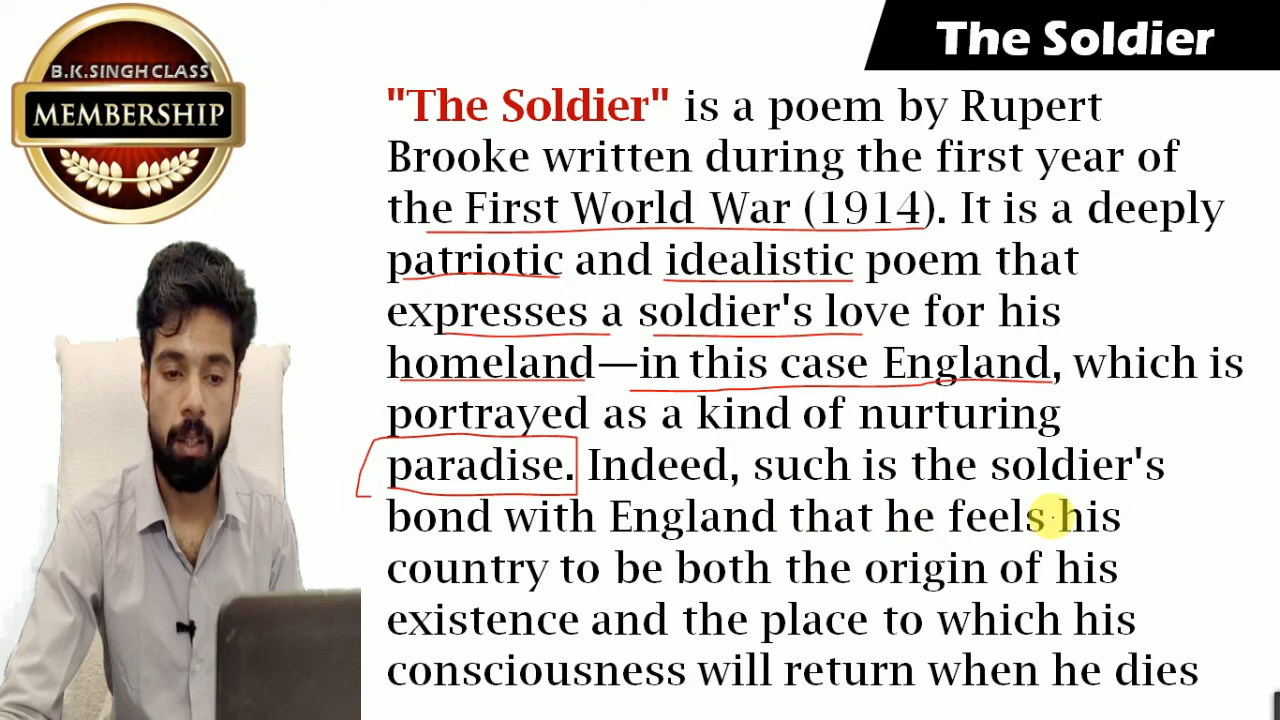 B.K.SINGH CLASS
MEMBERSHIP
The Soldier
"The Soldier" is a poem by Rupert
Brooke written during the first year of
the First World War (1914). It is a deeply
patriotic and idealistic poem that
expresses a soldier's love for his
homeland—in this case England, which is
portrayed as a kind of nurturing
paradise. Indeed, such is the soldier's
bond with England that he feels his
country to be both the origin of his
existence and the place to which his
consciousness will return when he dies